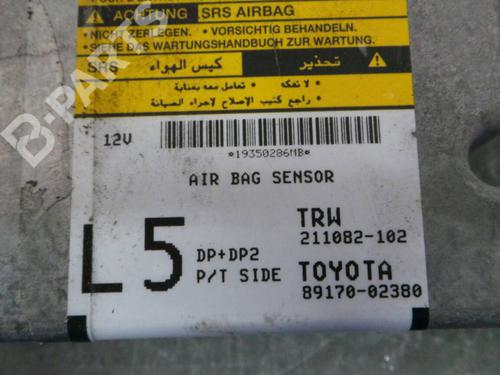 ACHTUNG SRS AIRBAG
•NICHT ZERLEGEN. •VORSICHTIG BEHANDELN.
•SIEHE DAS WARTUNGSHANDBUCH ZUR WARTUNG.
SRS كيس الهواء تحذير
• لا تفكه • تعامل معه بعناية
• راجع كتيب الإصلاح لاجراء الصيانة
12V
*19350286MB*
AIR BAG SENSOR
L5
DP+DP2
P/T SIDE
TRW
211082-102
TOYOTA
89170-02380
B-PARTS